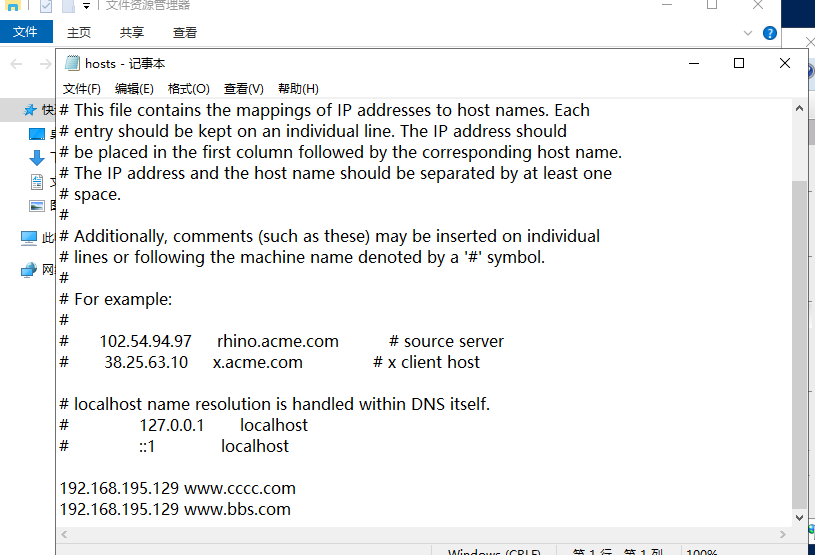 文件资源管理器
文件 主页 共享 查看
hosts - 记事本
文件(F) 编辑(E) 格式(O) 查看(V) 帮助(H)
# This file contains the mappings of IP addresses to host names. Each
# entry should be kept on an individual line. The IP address should
# be placed in the first column followed by the corresponding host name.
# The IP address and the host name should be separated by at least one
# space.
#
# Additionally, comments (such as these) may be inserted on individual
# lines or following the machine name denoted by a '#' symbol.
#
# For example:
#
# 102.54.94.97 rhino.acme.com # source server
# 38.25.63.10 x.acme.com # x client host
# localhost name resolution is handled within DNS itself.
# 127.0.0.1 localhost
# ::1 localhost
192.168.195.129 www.cccc.com
192.168.195.129 www.bbs.com
Windows (CRLF) 第 1 行，第 1 列 100%